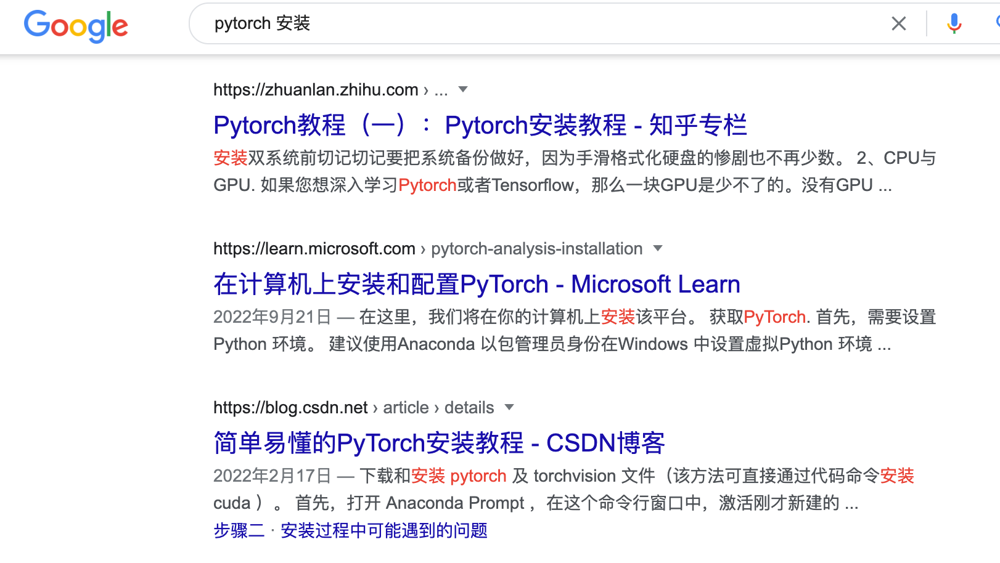 Google
pytorch 安装
https://zhuanlan.zhihu.com › ...
Pytorch教程（一）：Pytorch安装教程 - 知乎专栏
安装双系统前切记切记要把系统备份做好，因为手滑格式化硬盘的惨剧也不再少数。 2、CPU与
GPU. 如果您想深入学习Pytorch或者Tensorflow，那么一块GPU是少不了的。没有GPU ...
https://learn.microsoft.com › pytorch-analysis-installation
在计算机上安装和配置PyTorch - Microsoft Learn
2022年9月21日 — 在这里，我们将在你的计算机上安装该平台。 获取PyTorch. 首先，需要设置
Python 环境。 建议使用Anaconda 以包管理员身份在Windows 中设置虚拟Python 环境 ...
https://blog.csdn.net › article › details
简单易懂的PyTorch安装教程 - CSDN博客
2022年2月17日 — 下载和安装 pytorch 及 torchvision 文件（该方法可直接通过代码命令安装
cuda ）。 首先，打开 Anaconda Prompt ，在这个命令行窗口中，激活刚才新建的 ...
步骤二 · 安装过程中可能遇到的问题